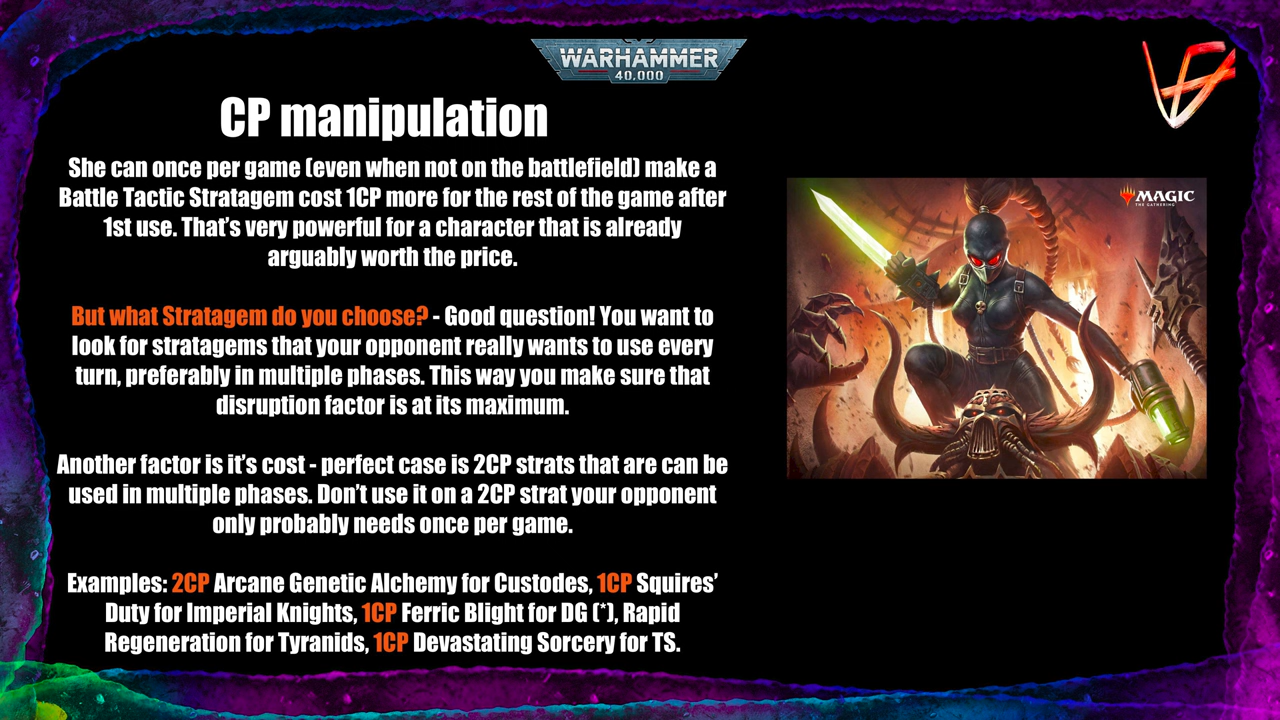 WARHAMMER
40,000
CP manipulation
She can once per game (even when not on the battlefield) make a
Battle Tactic Stratagem cost 1CP more for the rest of the game after
1st use. That's very powerful for a character that is already
arguably worth the price.
But what Stratagem do you choose? - Good question! You want to
look for stratagems that your opponent really wants to use every
turn, preferably in multiple phases. This way you make sure that
disruption factor is at its maximum.
Another factor is it's cost - perfect case is 2CP strats that are can be
used in multiple phases. Don't use it on a 2CP strat your opponent
only probably needs once per game.
Examples: 2CP Arcane Genetic Alchemy for Custodes, 1CP Squires'
Duty for Imperial Knights, 1CP Ferric Blight for DG (*), Rapid
Regeneration for Tyranids, 1CP Devastating Sorcery for TS.
MAGIC
THE GATHERING